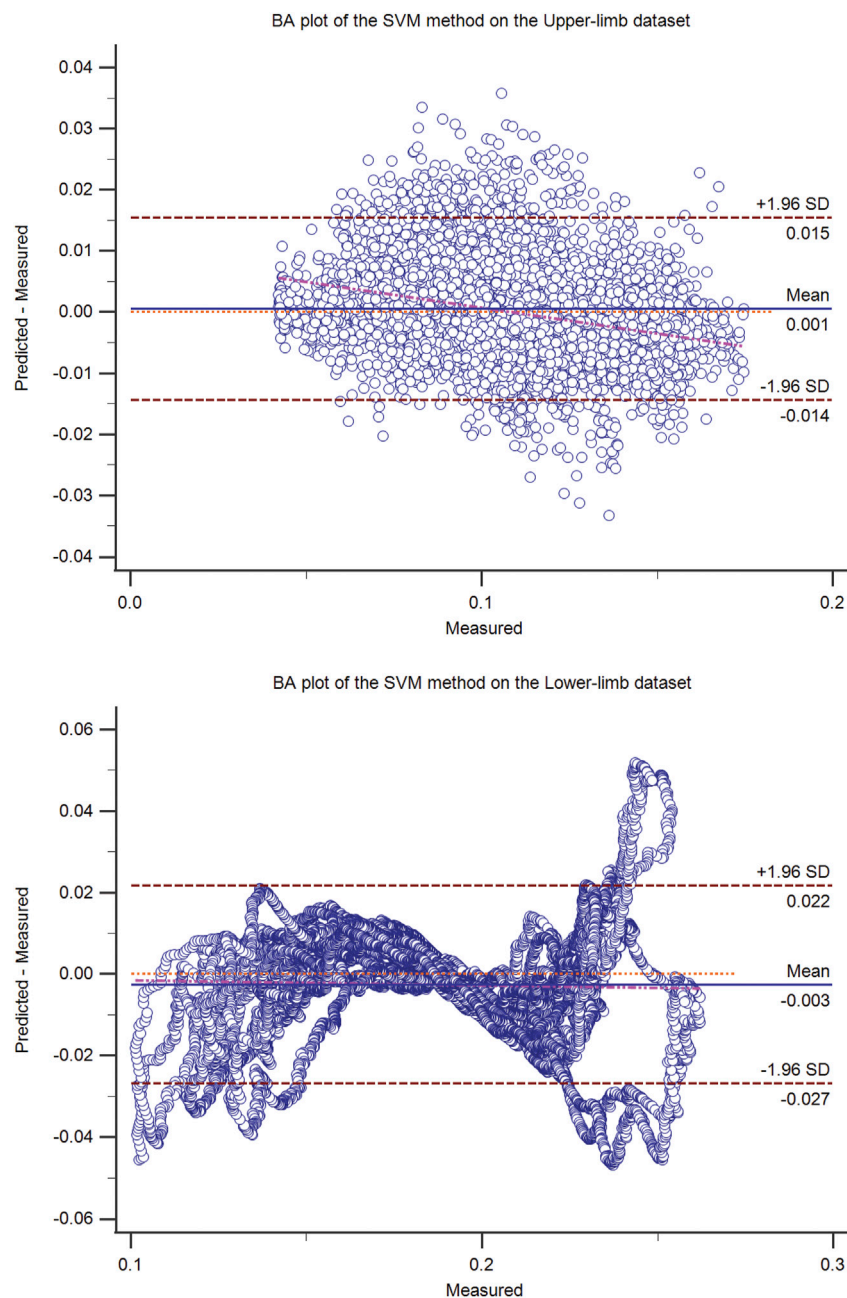 BA plot of the SVM method on the Upper-limb dataset
0.04
0.03
0.02
+1.96 SD
0.015
0.01
Mean
0.00
0.001
-0.01
-1.96 SD
-0.014
-0.02
-0.03
-0.04
Predicted - Measured
0.0
0.1
0.2
Measured
BA plot of the SVM method on the Lower-limb dataset
0.06
0.04
+1.96 SD
0.02
0.022
Mean
0.00
-0.003
-0.02
-1.96 SD
-0.027
-0.04
-0.06
Predicted - Measured
0.1
0.2
0.3
Measured